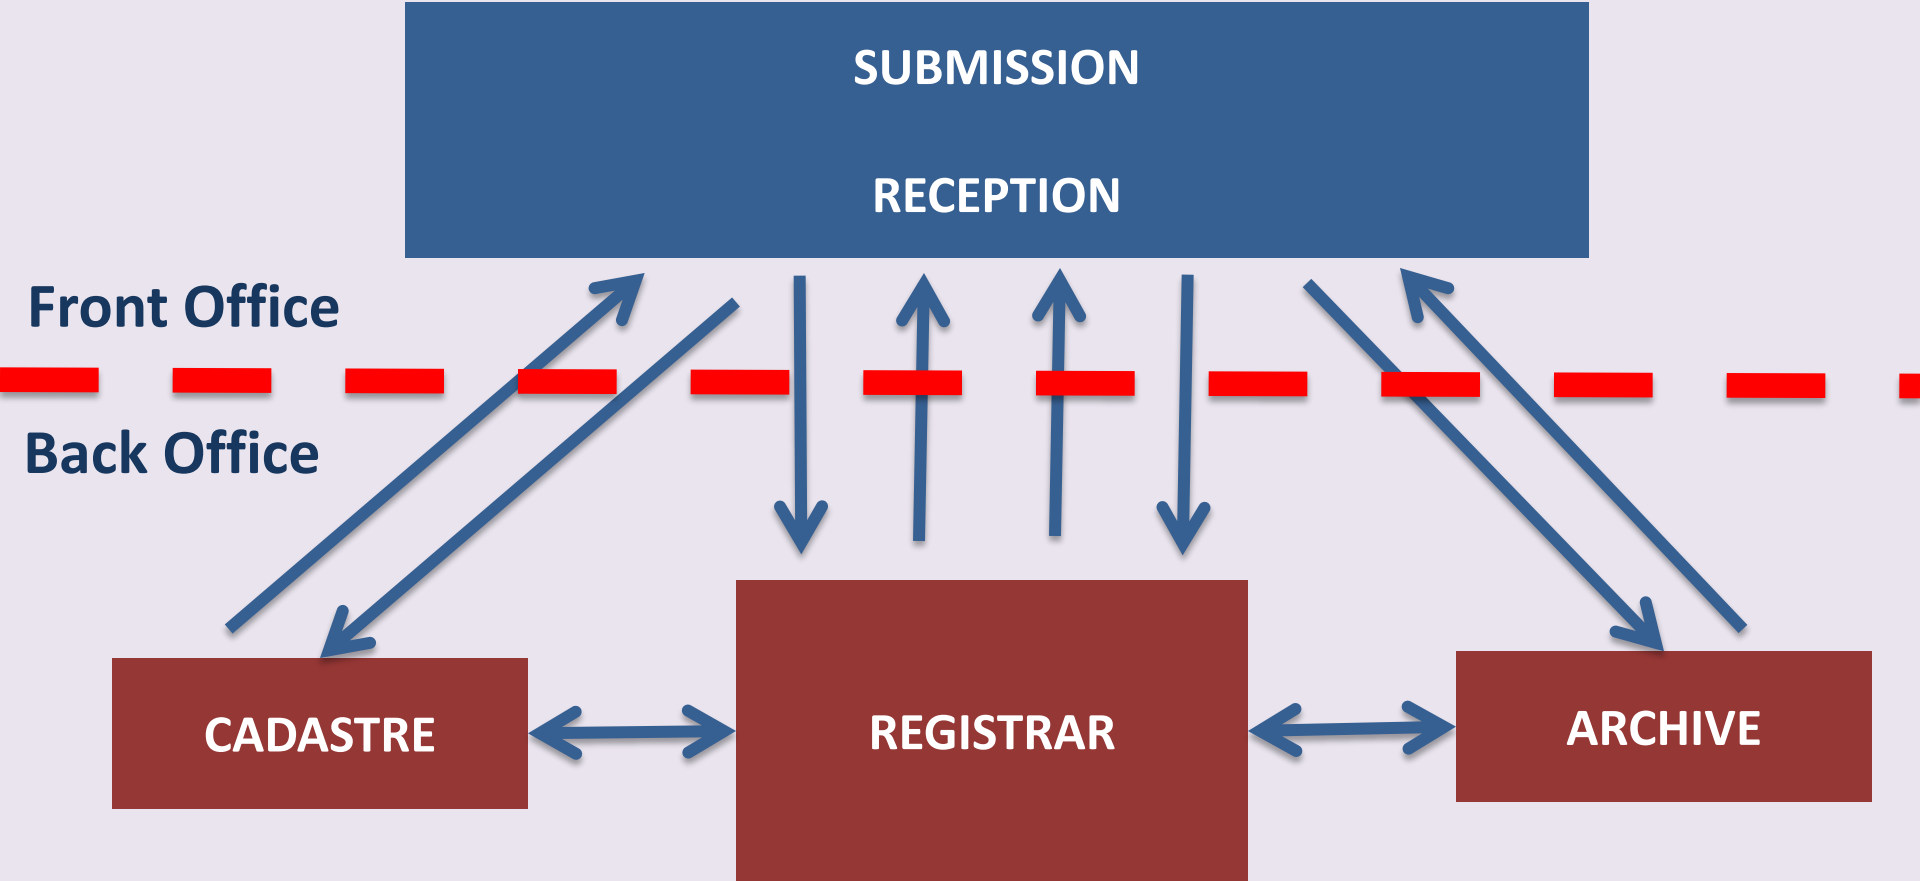 SUBMISSION
RECEPTION
Front Office
Back Office
CADASTRE
REGISTRAR
ARCHIVE